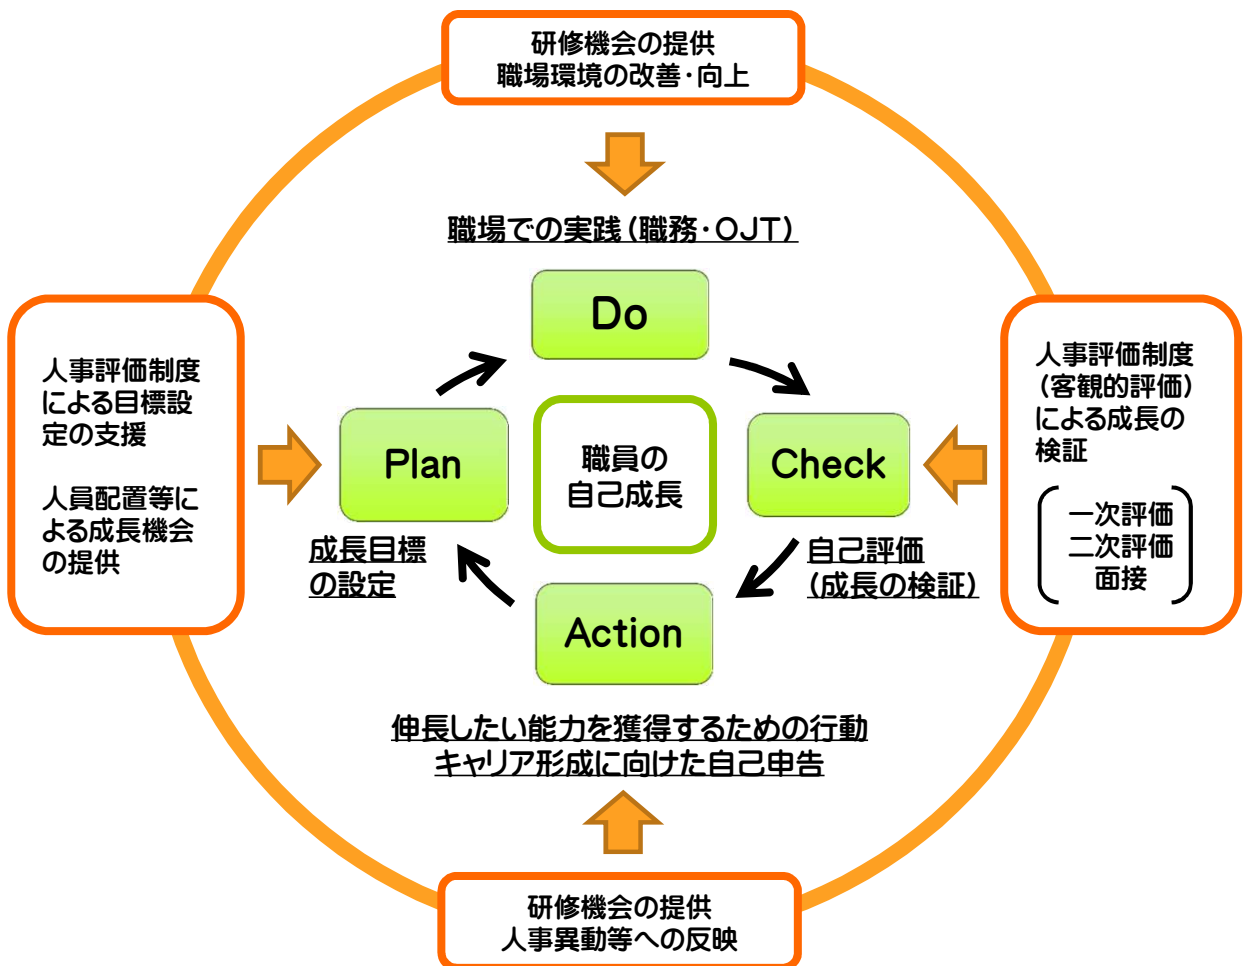 研修機会の提供
職場環境の改善・向上
職場での実践(職務・OJT)
Do
人事評価制度
による目標設
定の支援
人員配置等に
よる成長機会
の提供
Plan
成長目標
の設定
職員の
自己成長
Check
自己評価
(成長の検証)
人事評価制度
(客観的評価)
による成長の
検証
一次評価
二次評価
面接
Action
伸長したい能力を獲得するための行動
キャリア形成に向けた自己申告
研修機会の提供
人事異動等への反映